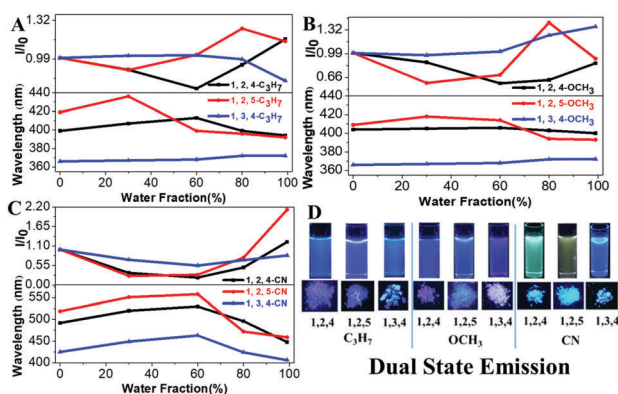 A
I/I0
1.32
0.99
1, 2, 4-C3H7
1, 2, 5-C3H7
1, 3, 4-C3H7
Wavelength (nm)
440
420
400
380
360
0 20 40 60 80 100
Water Fraction(%)
B
I/I0
1.32
0.99
0.66
1, 2, 4-OCH3
1, 2, 5-OCH3
1, 3, 4-OCH3
Wavelength (nm)
440
420
400
380
360
0 20 40 60 80 100
Water Fraction(%)
C
I/I0
2.20
1.65
1.10
0.55
0.00
1, 2, 4-CN
1, 2, 5-CN
1, 3, 4-CN
Wavelength (nm)
550
500
450
400
0 20 40 60 80 100
Water Fraction(%)
D
1,2,4 1,2,5 1,3,4 1,2,4 1,2,5 1,3,4 1,2,4 1,2,5 1,3,4
C3H7 OCH3 CN
Dual State Emission